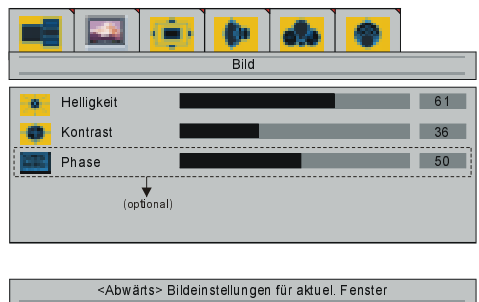 Bild
Helligkeit 61
Kontrast 36
Phase 50
(optional)
<Abwärts> Bildeinstellungen für aktuel. Fenster